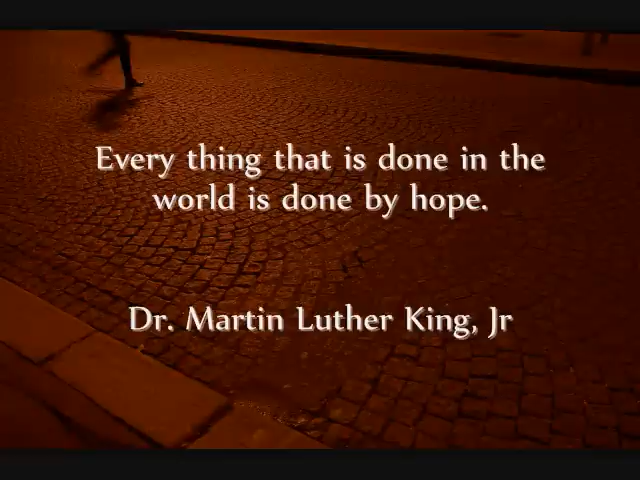 Every thing that is done in the
world is done by hope.
Dr. Martin Luther King, Jr